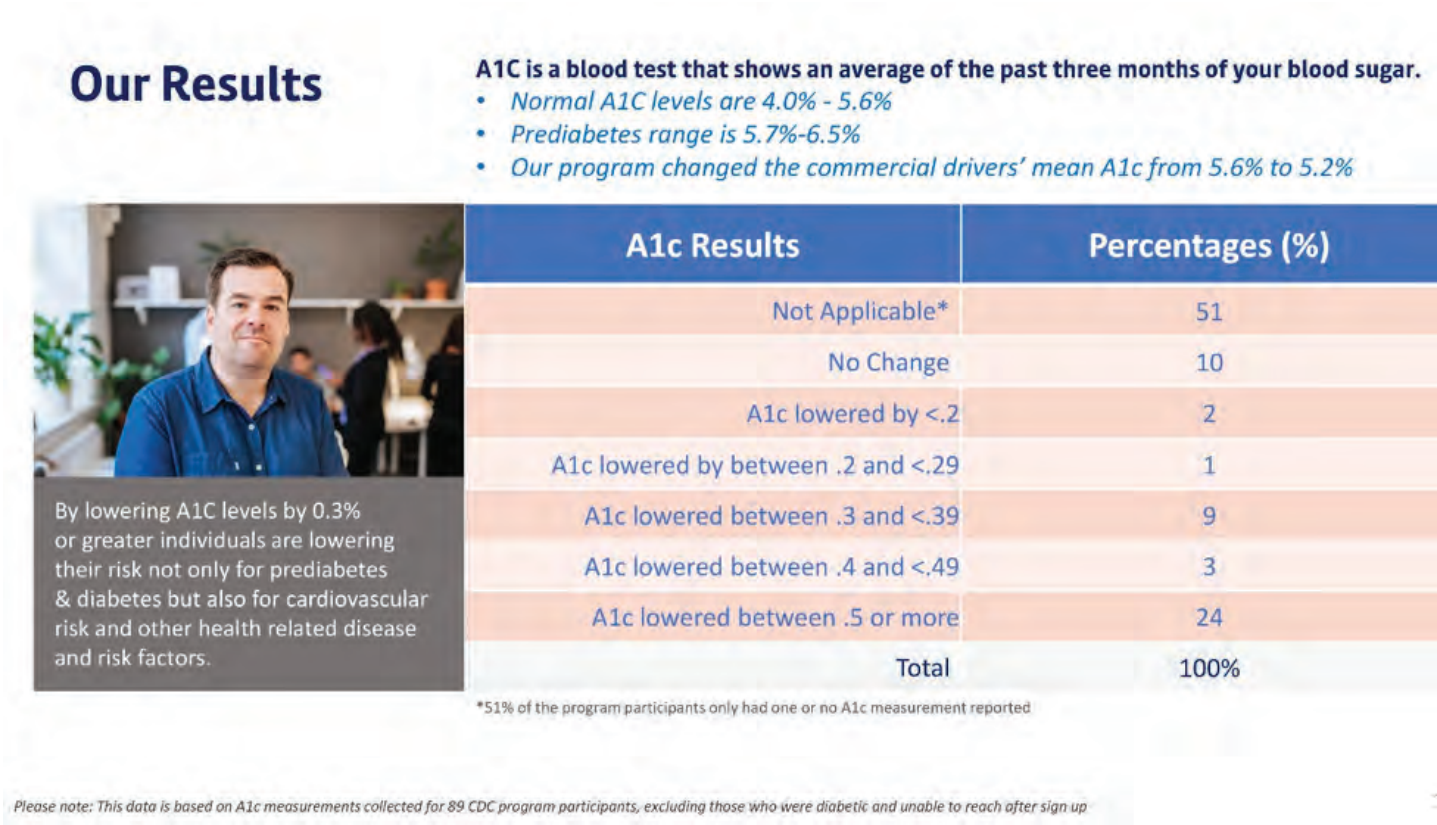 Our Results
A1C is a blood test that shows an average of the past three months of your blood sugar.
• Normal A1C levels are 4.0% - 5.6%
• Prediabetes range is 5.7%-6.5%
• Our program changed the commercial drivers’ mean A1c from 5.6% to 5.2%
A1c Results Percentages (%)
Not Applicable* 51
No Change 10
A1c lowered by <.2 2
A1c lowered by between .2 and <.29 1
A1c lowered between .3 and <.39 9
A1c lowered between .4 and <.49 3
A1c lowered between .5 or more 24
Total 100%
By lowering A1C levels by 0.3%
or greater individuals are lowering
their risk not only for prediabetes
& diabetes but also for cardiovascular
risk and other health related disease
and risk factors.
*51% of the program participants only had one or no A1c measurement reported
Please note: This data is based on A1c measurements collected for 89 CDC program participants, excluding those who were diabetic and unable to reach after sign up